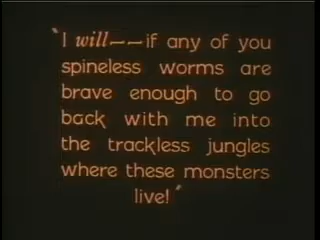 "I will--if any of you
spineless worms are
brave enough to go
back with me into
the trackless jungles
where these monsters
live!"